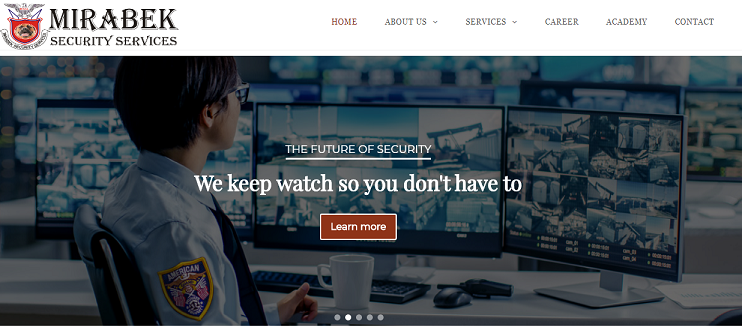 MIRABEK
SECURITY SERVICES
HOME
ABOUT US
SERVICES
CAREER
ACADEMY
CONTACT
THE FUTURE OF SECURITY
We keep watch so you don't have to
Learn more
AMERICAN